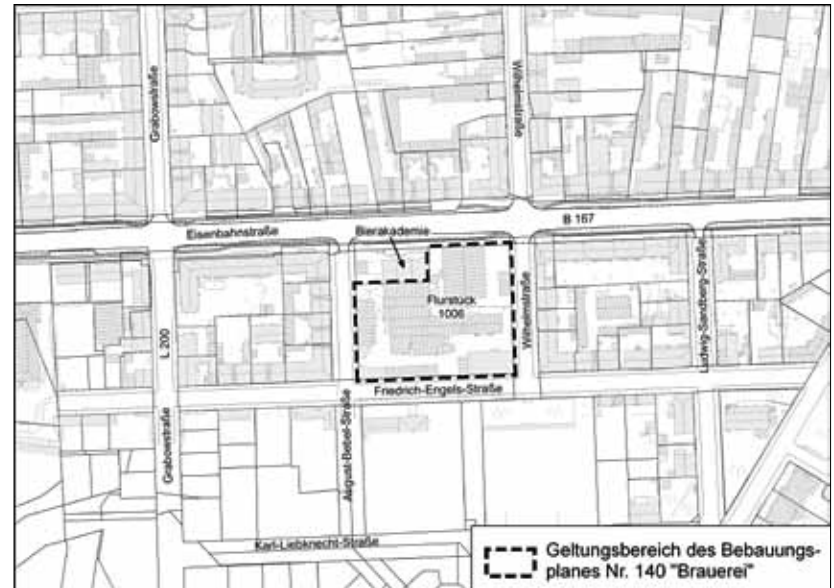 Grabowstraße
Wilhelmstraße
B 167
Eisenbahnstraße
Bierakademie
Flurstück
1006
Wilhelmstraße
Ludwig-Sandberg-Straße
L 200
Friedrich-Engels-Straße
August-Bebel-Straße
Grabowstraße
Karl-Liebknecht-Straße
Geltungsbereich des Bebauungs-
planes Nr. 140 "Brauerei"